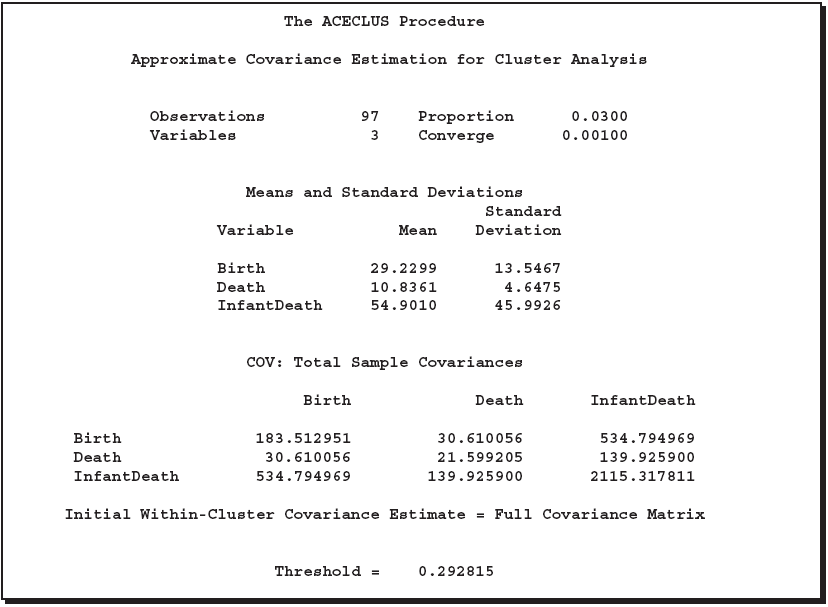 The ACECLUS Procedure
Approximate Covariance Estimation for Cluster Analysis
Observations 97 Proportion 0.0300
Variables 3 Converge 0.00100
Means and Standard Deviations
Standard
Variable Mean Deviation
Birth 29.2299 13.5467
Death 10.8361 4.6475
InfantDeath 54.9010 45.9926
COV: Total Sample Covariances
Birth Death InfantDeath
Birth 183.512951 30.610056 534.794969
Death 30.610056 21.599205 139.925900
InfantDeath 534.794969 139.925900 2115.317811
Initial Within-Cluster Covariance Estimate = Full Covariance Matrix
Threshold = 0.292815